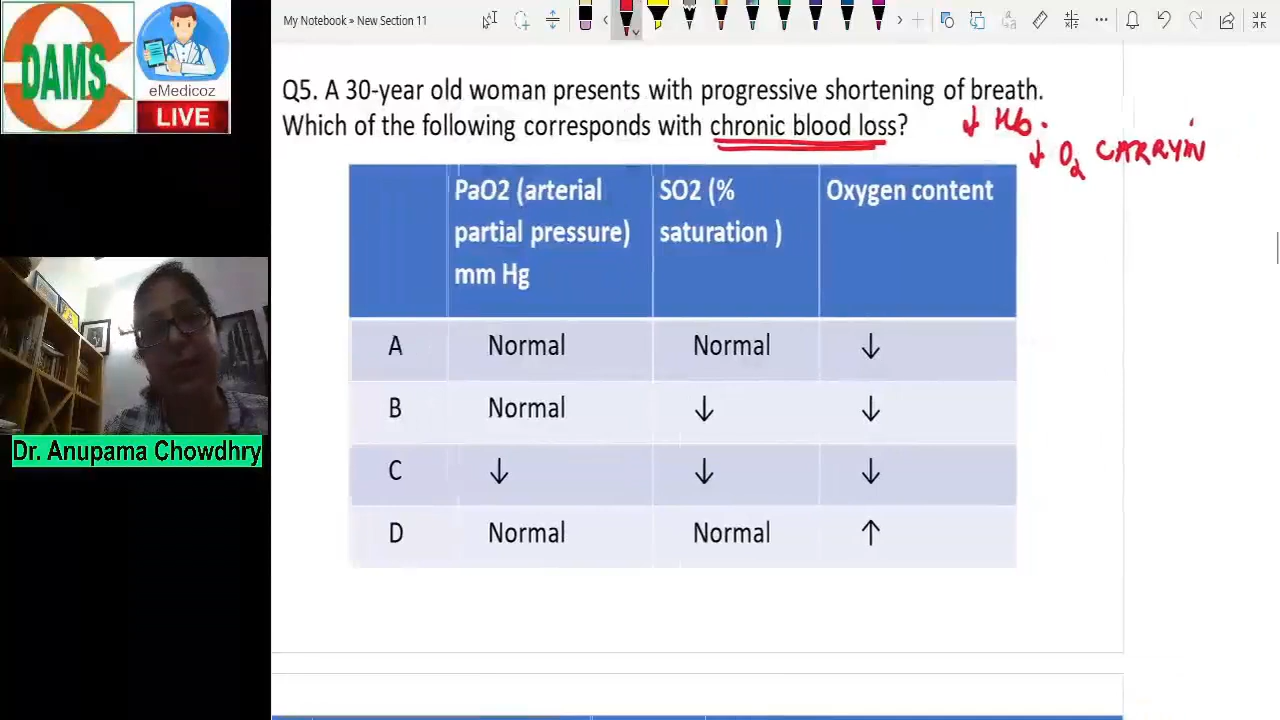 My Notebook » New Section 11
DAMS
eMedicoz
LIVE
Q5. A 30-year old woman presents with progressive shortening of breath.
Which of the following corresponds with chronic blood loss?
↓ Hb.
↓ O2 CARRYIN
PaO2 (arterial partial pressure) mm Hg
SO2 (% saturation )
Oxygen content
A Normal Normal ↓
B Normal ↓ ↓
C ↓ ↓ ↓
D Normal Normal ↑
Dr. Anupama Chowdhry